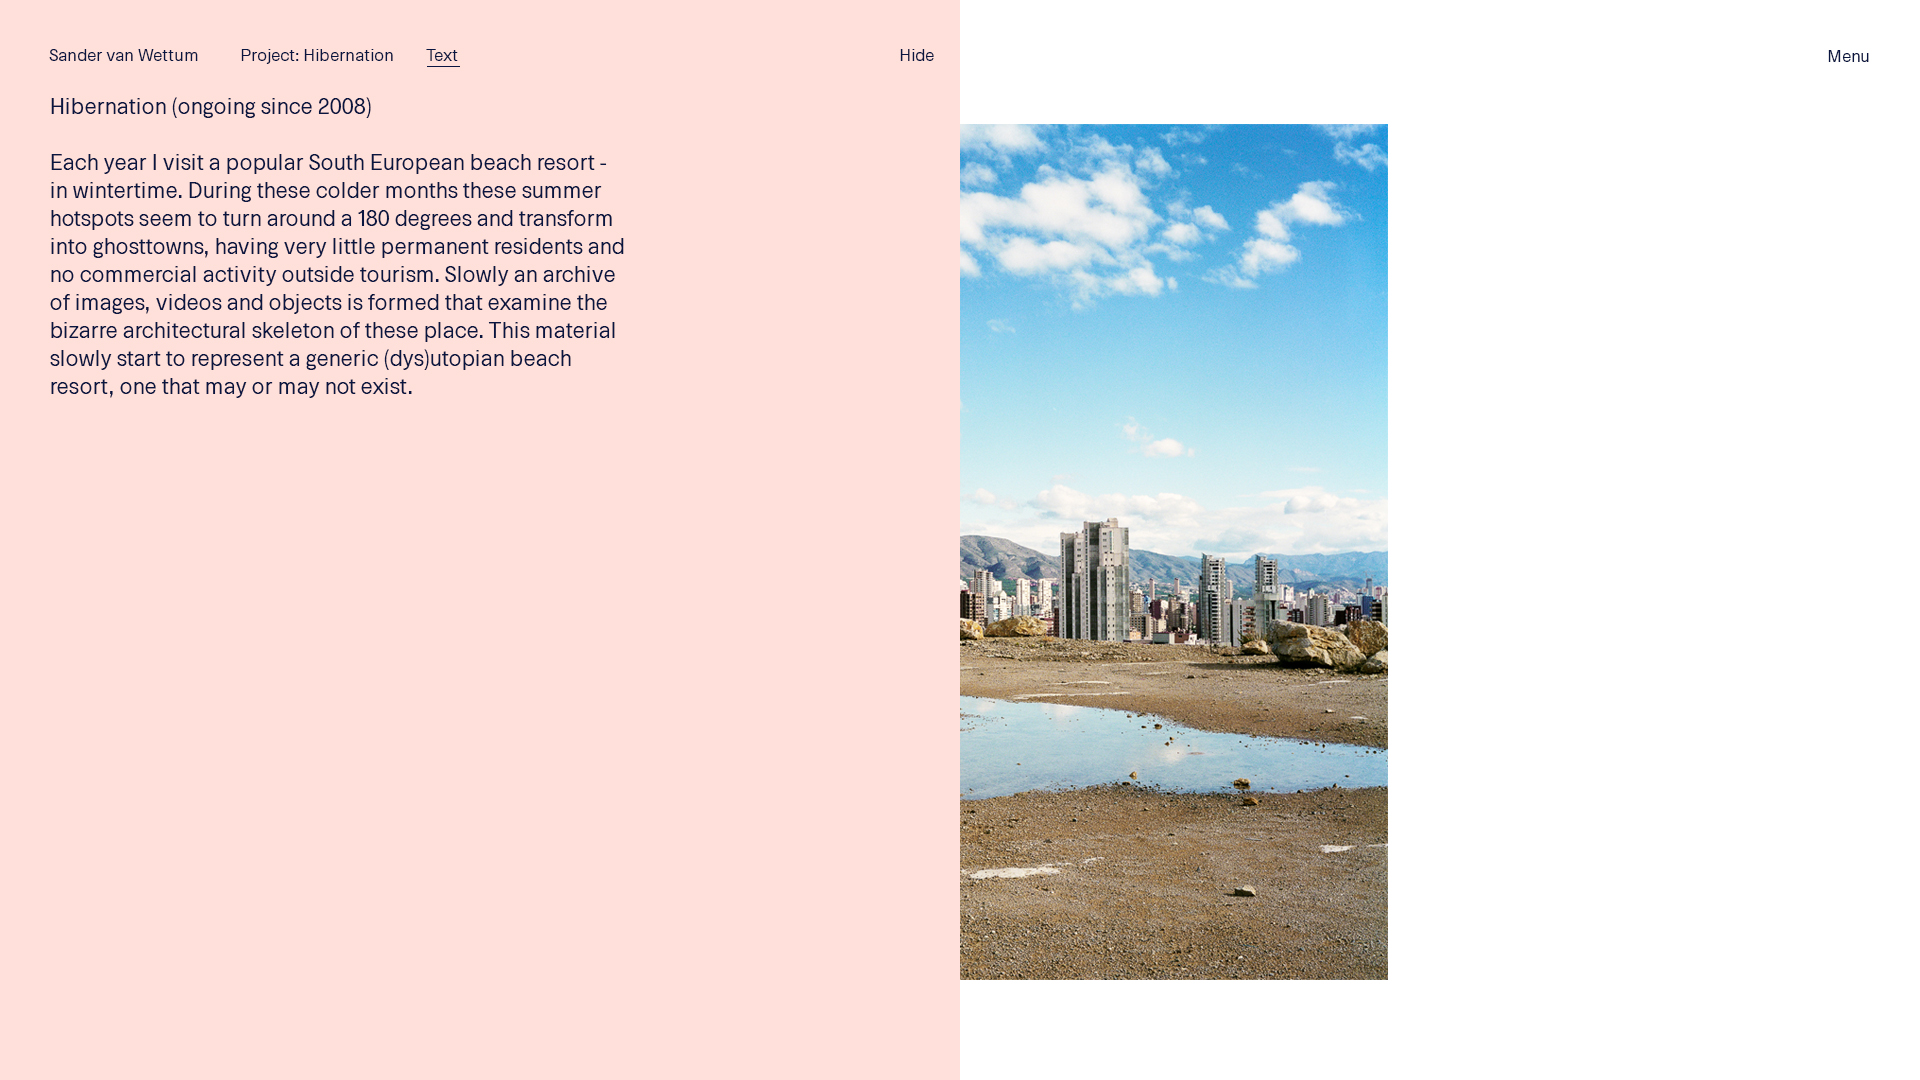 Sander van Wettum Project: Hibernation Text Hide Menu
Hibernation (ongoing since 2008)
Each year I visit a popular South European beach resort -
in wintertime. During these colder months these summer
hotspots seem to turn around a 180 degrees and transform
into ghosttowns, having very little permanent residents and
no commercial activity outside tourism. Slowly an archive
of images, videos and objects is formed that examine the
bizarre architectural skeleton of these place. This material
slowly start to represent a generic (dys)utopian beach
resort, one that may or may not exist.